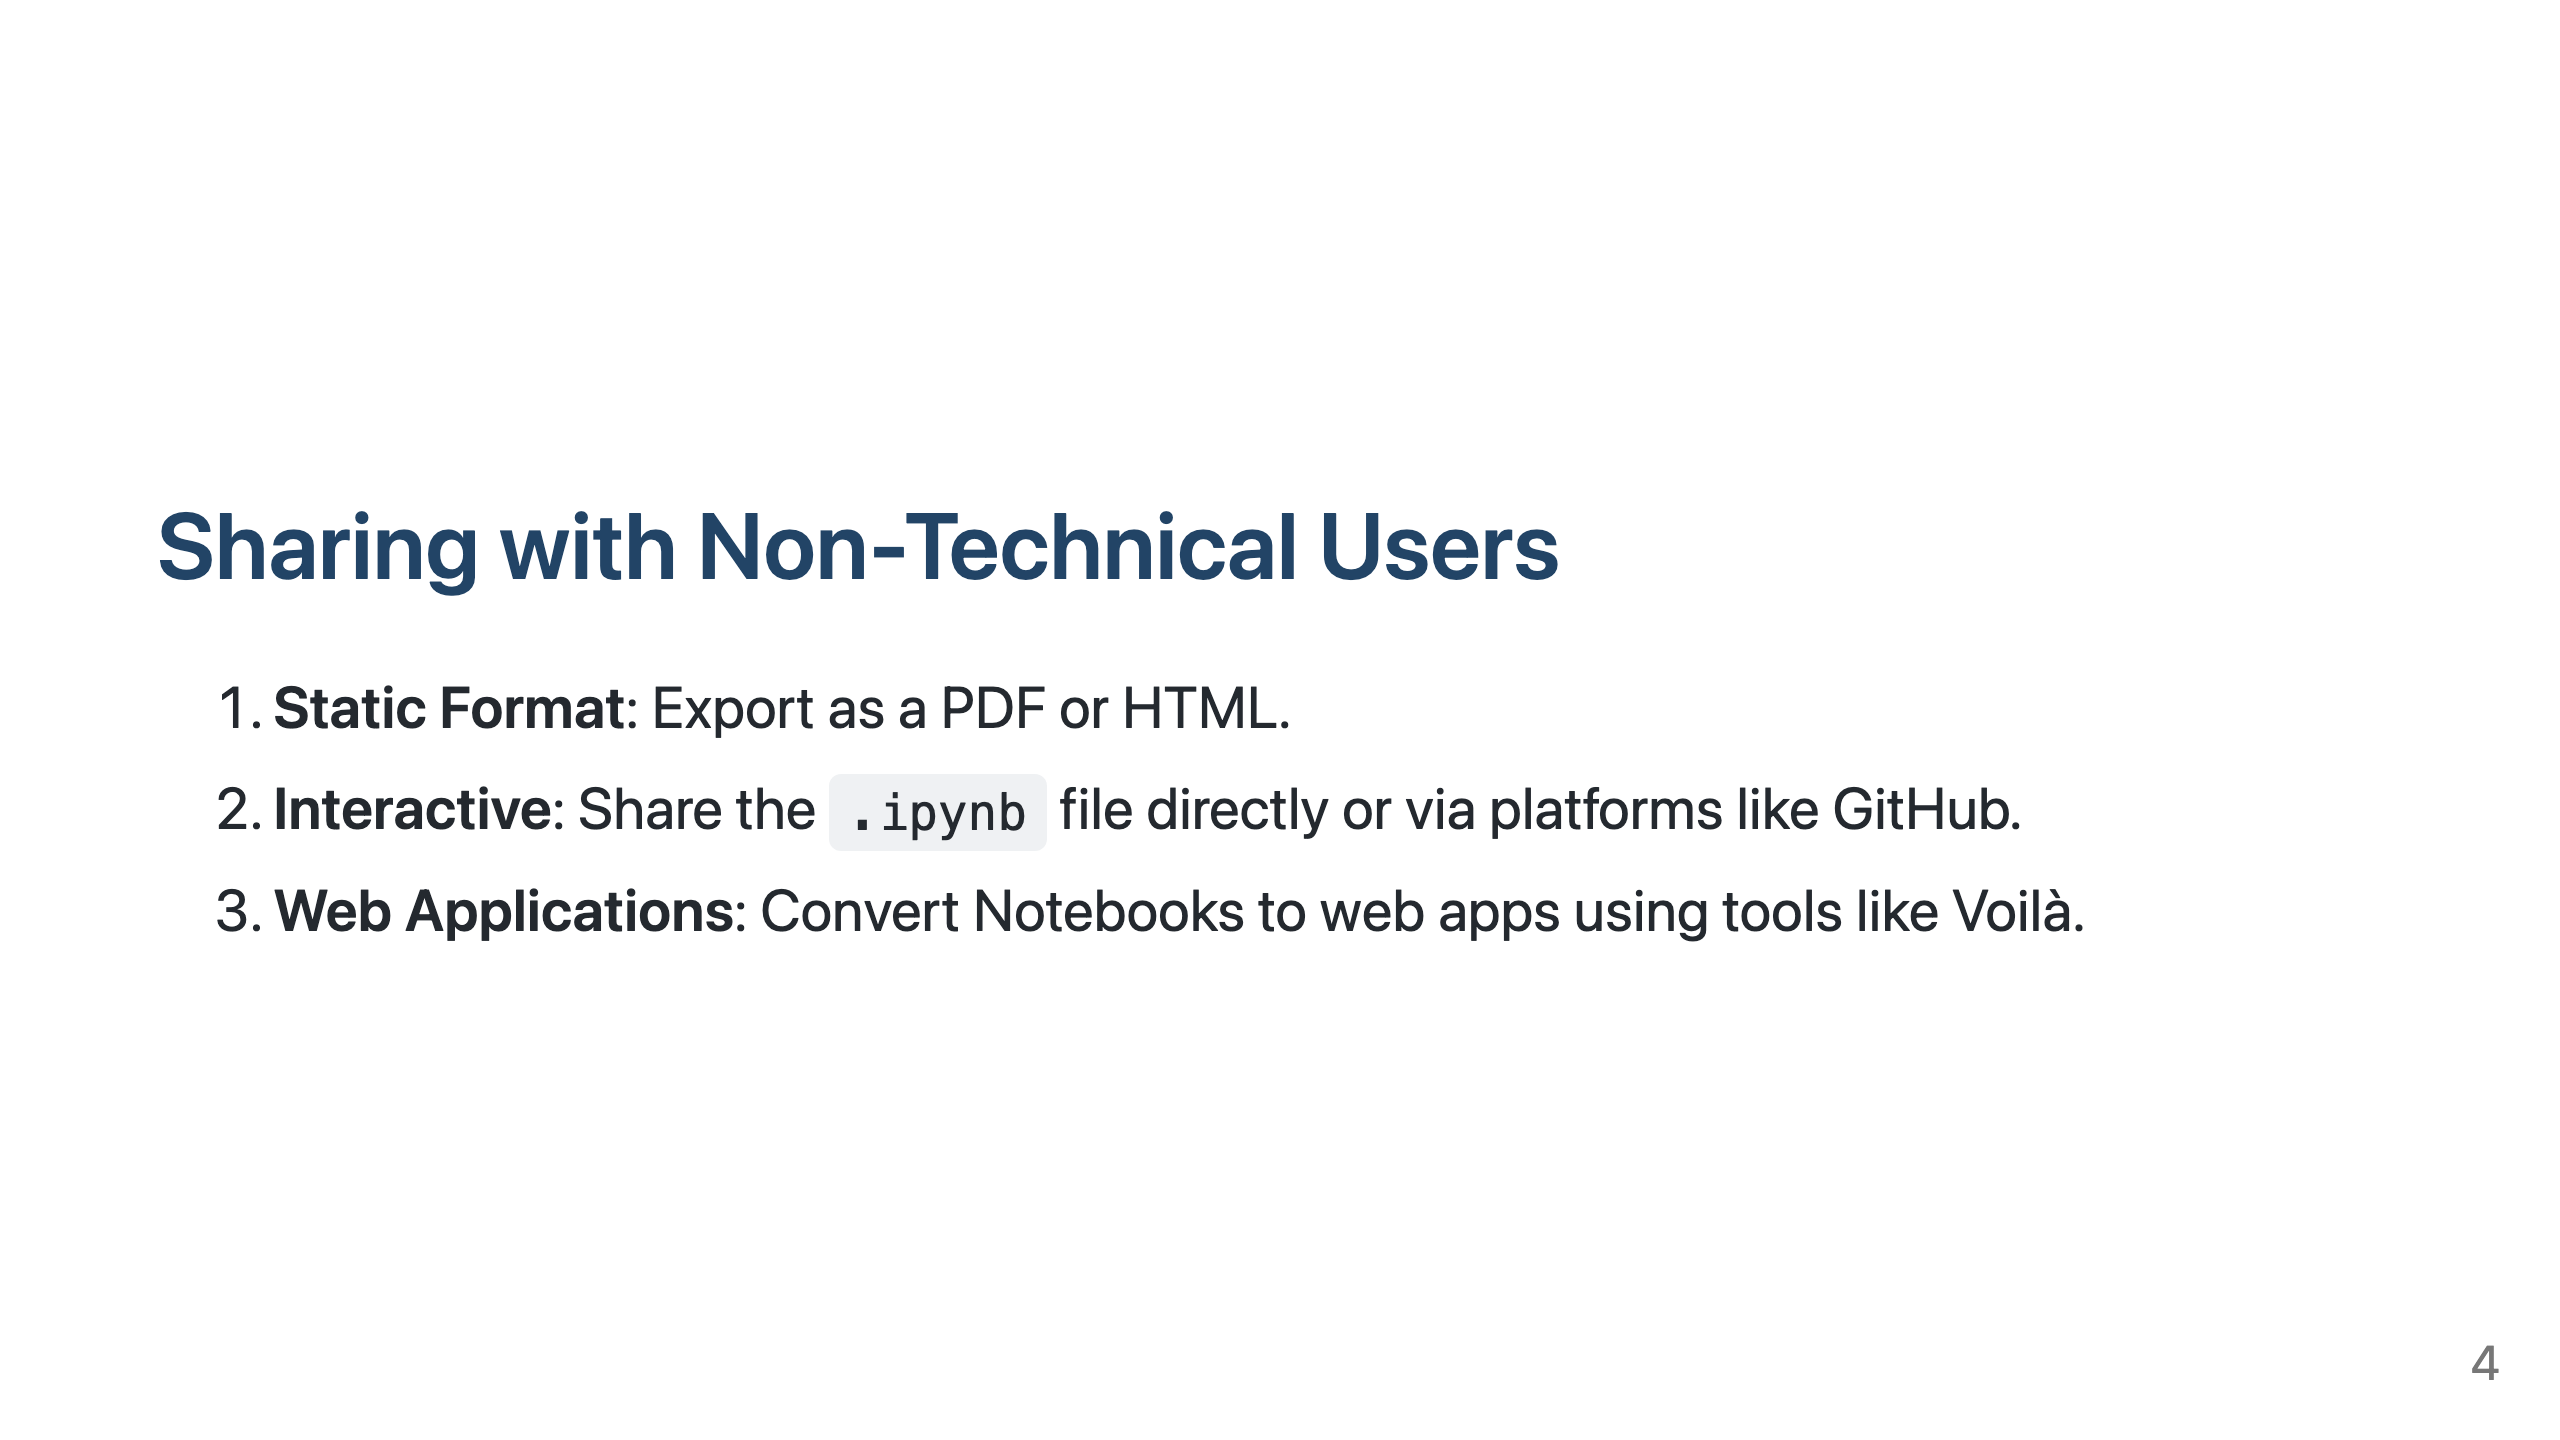 Sharing with Non-Technical Users
1. Static Format: Export as a PDF or HTML.
2. Interactive: Share the .ipynb file directly or via platforms like GitHub.
3. Web Applications: Convert Notebooks to web apps using tools like Voilà.
4